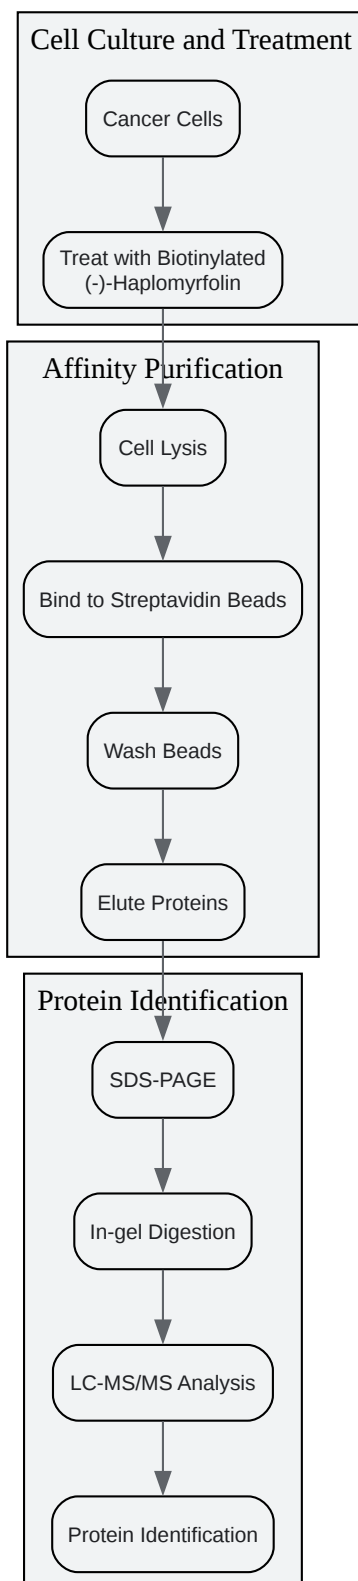 Cell Culture and Treatment
Cancer Cells
Treat with Biotinylated
(-)-Haplomyrfolin
Affinity Purification
Cell Lysis
Bind to Streptavidin Beads
Wash Beads
Elute Proteins
Protein Identification
SDS-PAGE
In-gel Digestion
LC-MS/MS Analysis
Protein Identification